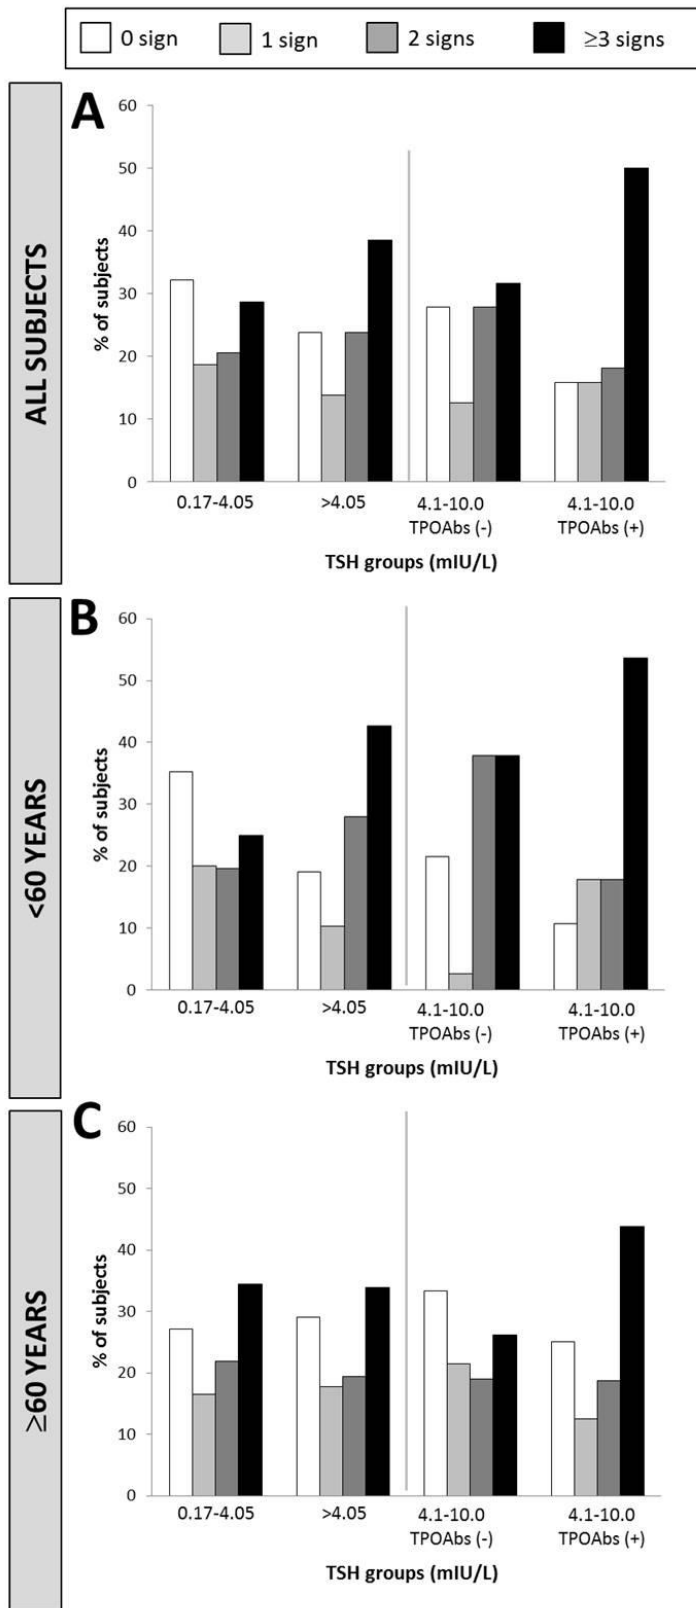 0 sign 1 sign 2 signs ≥3 signs
ALL SUBJECTS
A
% of subjects
60
50
40
30
20
10
0
0.17-4.05 >4.05 4.1-10.0 4.1-10.0
TPOAbs (-) TPOAbs (+)
TSH groups (mIU/L)
<60 YEARS
B
% of subjects
60
50
40
30
20
10
0
0.17-4.05 >4.05 4.1-10.0 4.1-10.0
TPOAbs (-) TPOAbs (+)
TSH groups (mIU/L)
≥60 YEARS
C
% of subjects
60
50
40
30
20
10
0
0.17-4.05 >4.05 4.1-10.0 4.1-10.0
TPOAbs (-) TPOAbs (+)
TSH groups (mIU/L)